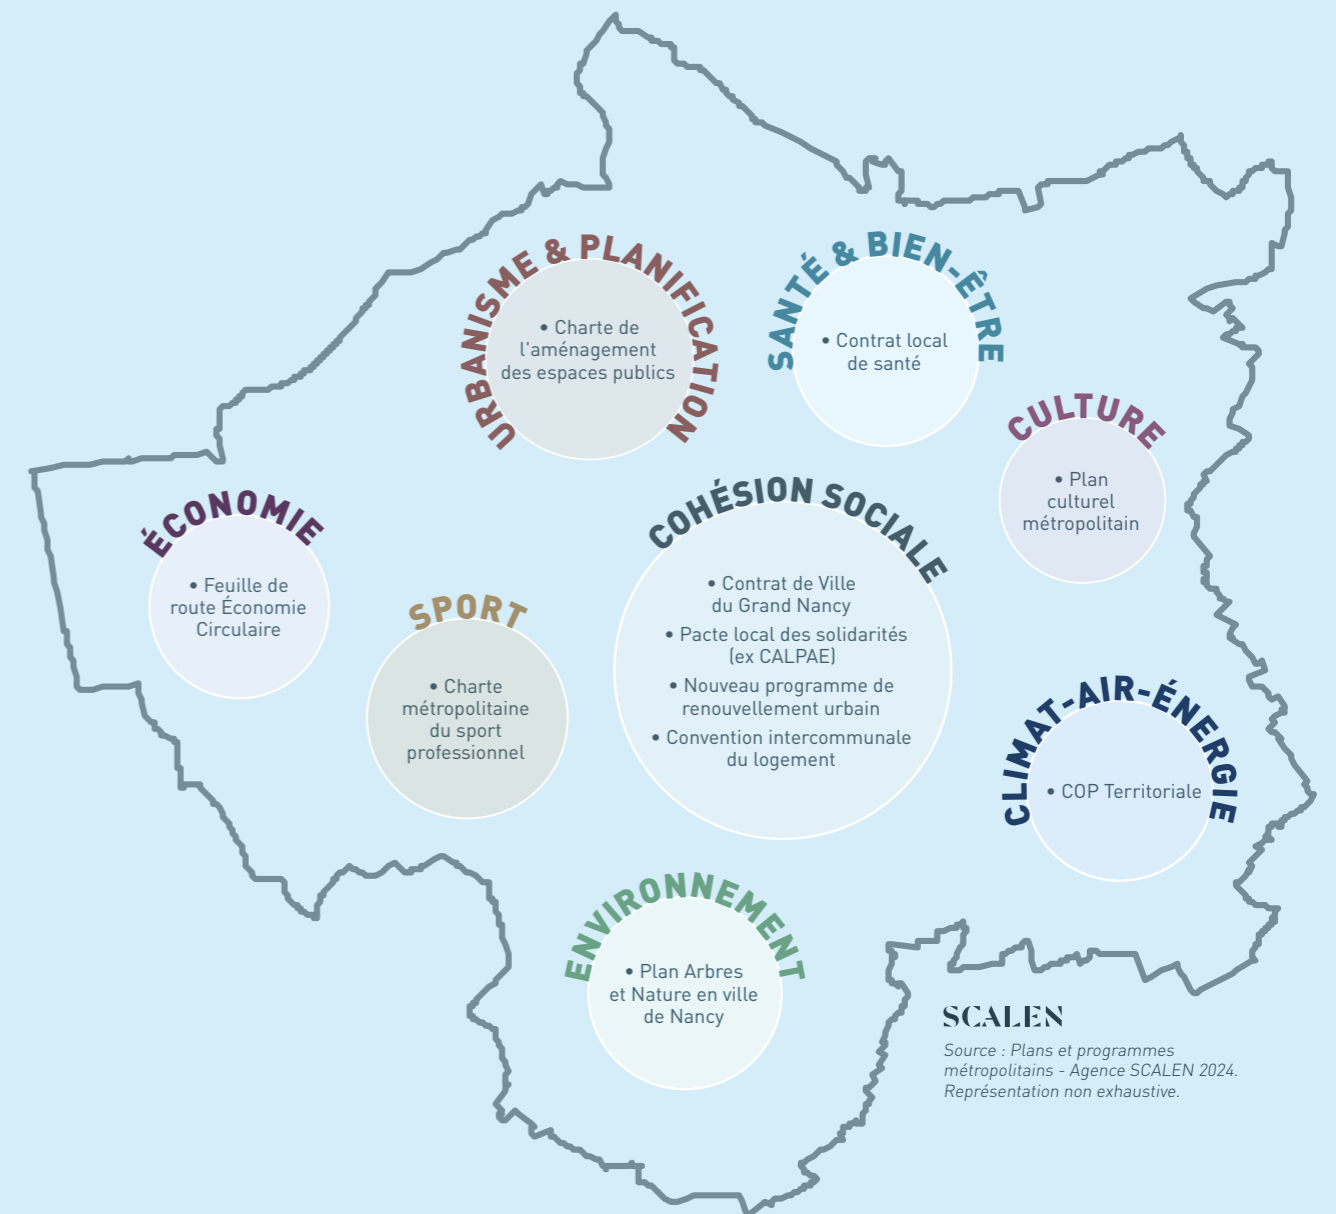 URBANISME & PLANIFICATION
• Charte de
l'aménagement
des espaces publics
SANTÉ & BIEN-ÊTRE
• Contrat local
de santé
CULTURE
• Plan
culturel
métropolitain
ÉCONOMIE
• Feuille de
route Économie
Circulaire
SPORT
• Charte
métropolitaine
du sport
professionnel
COHÉSION SOCIALE
• Contrat de Ville
du Grand Nancy
• Pacte local des solidarités
(ex CALPAE)
• Nouveau programme de
renouvellement urbain
• Convention intercommunale
du logement
CLIMAT-AIR-ÉNERGIE
• COP Territoriale
ENVIRONNEMENT
• Plan Arbres
et Nature en ville
de Nancy
SCALEN
Source : Plans et programmes
métropolitains - Agence SCALEN 2024.
Représentation non exhaustive.